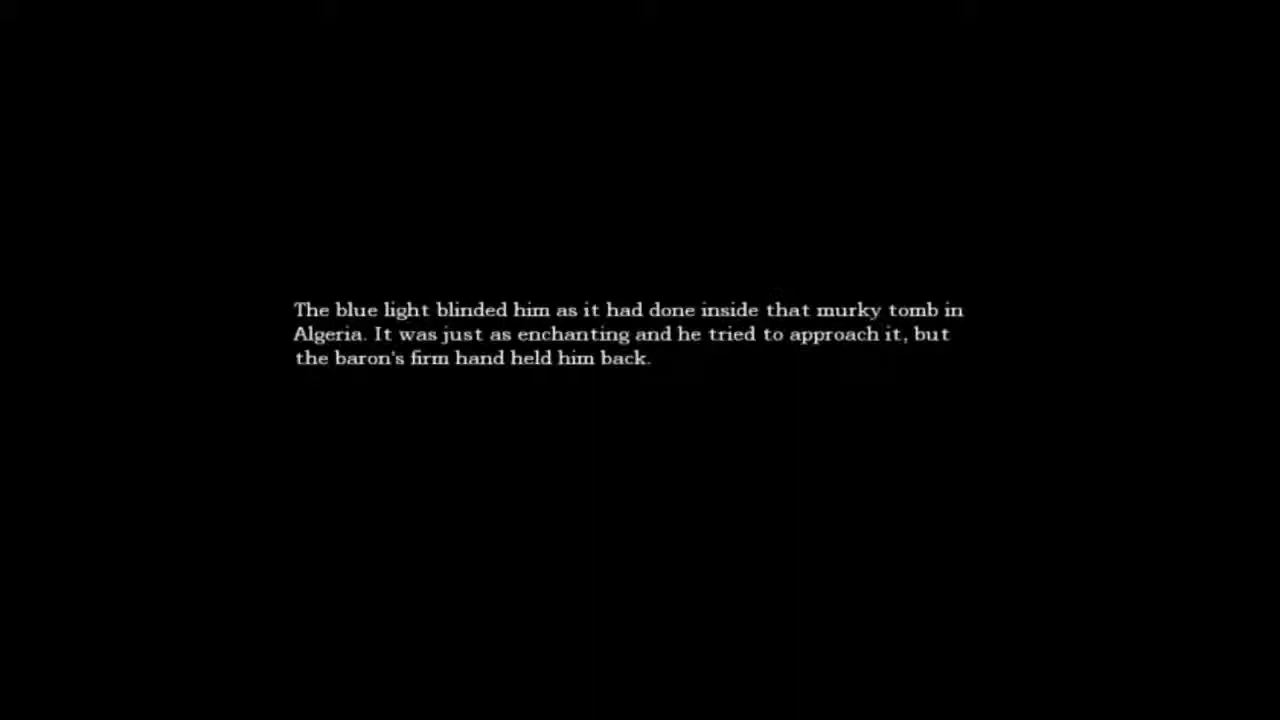 The blue light blinded him as it had done inside that murky tomb in
Algeria. It was just as enchanting and he tried to approach it, but
the baron's firm hand held him back.